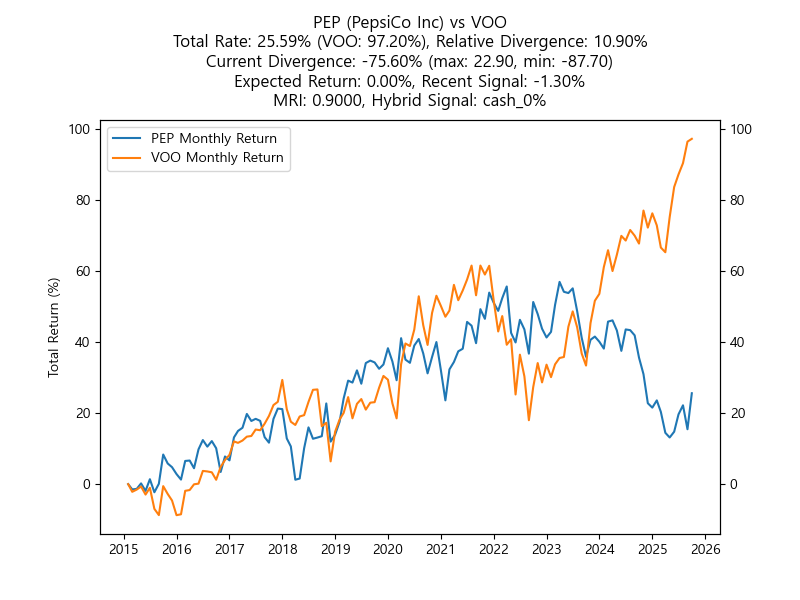 PEP (PepsiCo Inc) vs VOO
Total Rate: 25.59% (VOO: 97.20%), Relative Divergence: 10.90%
Current Divergence: -75.60% (max: 22.90, min: -87.70)
Expected Return: 0.00%, Recent Signal: -1.30%
MRI: 0.9000, Hybrid Signal: cash_0%
PEP Monthly Return
VOO Monthly Return
Total Return (%)
100
80
60
40
20
0
100
80
60
40
20
0
2015 2016 2017 2018 2019 2020 2021 2022 2023 2024 2025 2026